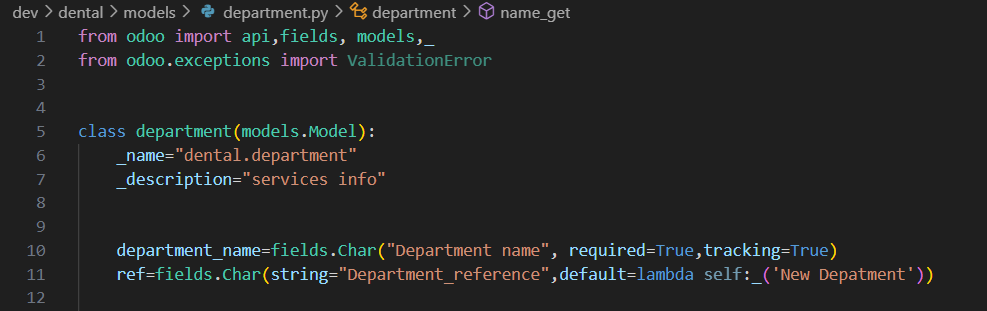 dev > dental > models > department.py > department > name_get
1 from odoo import api,fields, models,_
2 from odoo.exceptions import ValidationError
3
4
5 class department(models.Model):
6 _name="dental.department"
7 _description="services info"
8
9
10 department_name=fields.Char("Department name", required=True,tracking=True)
11 ref=fields.Char(string="Department_reference",default=lambda self:_('New Depatment'))
12